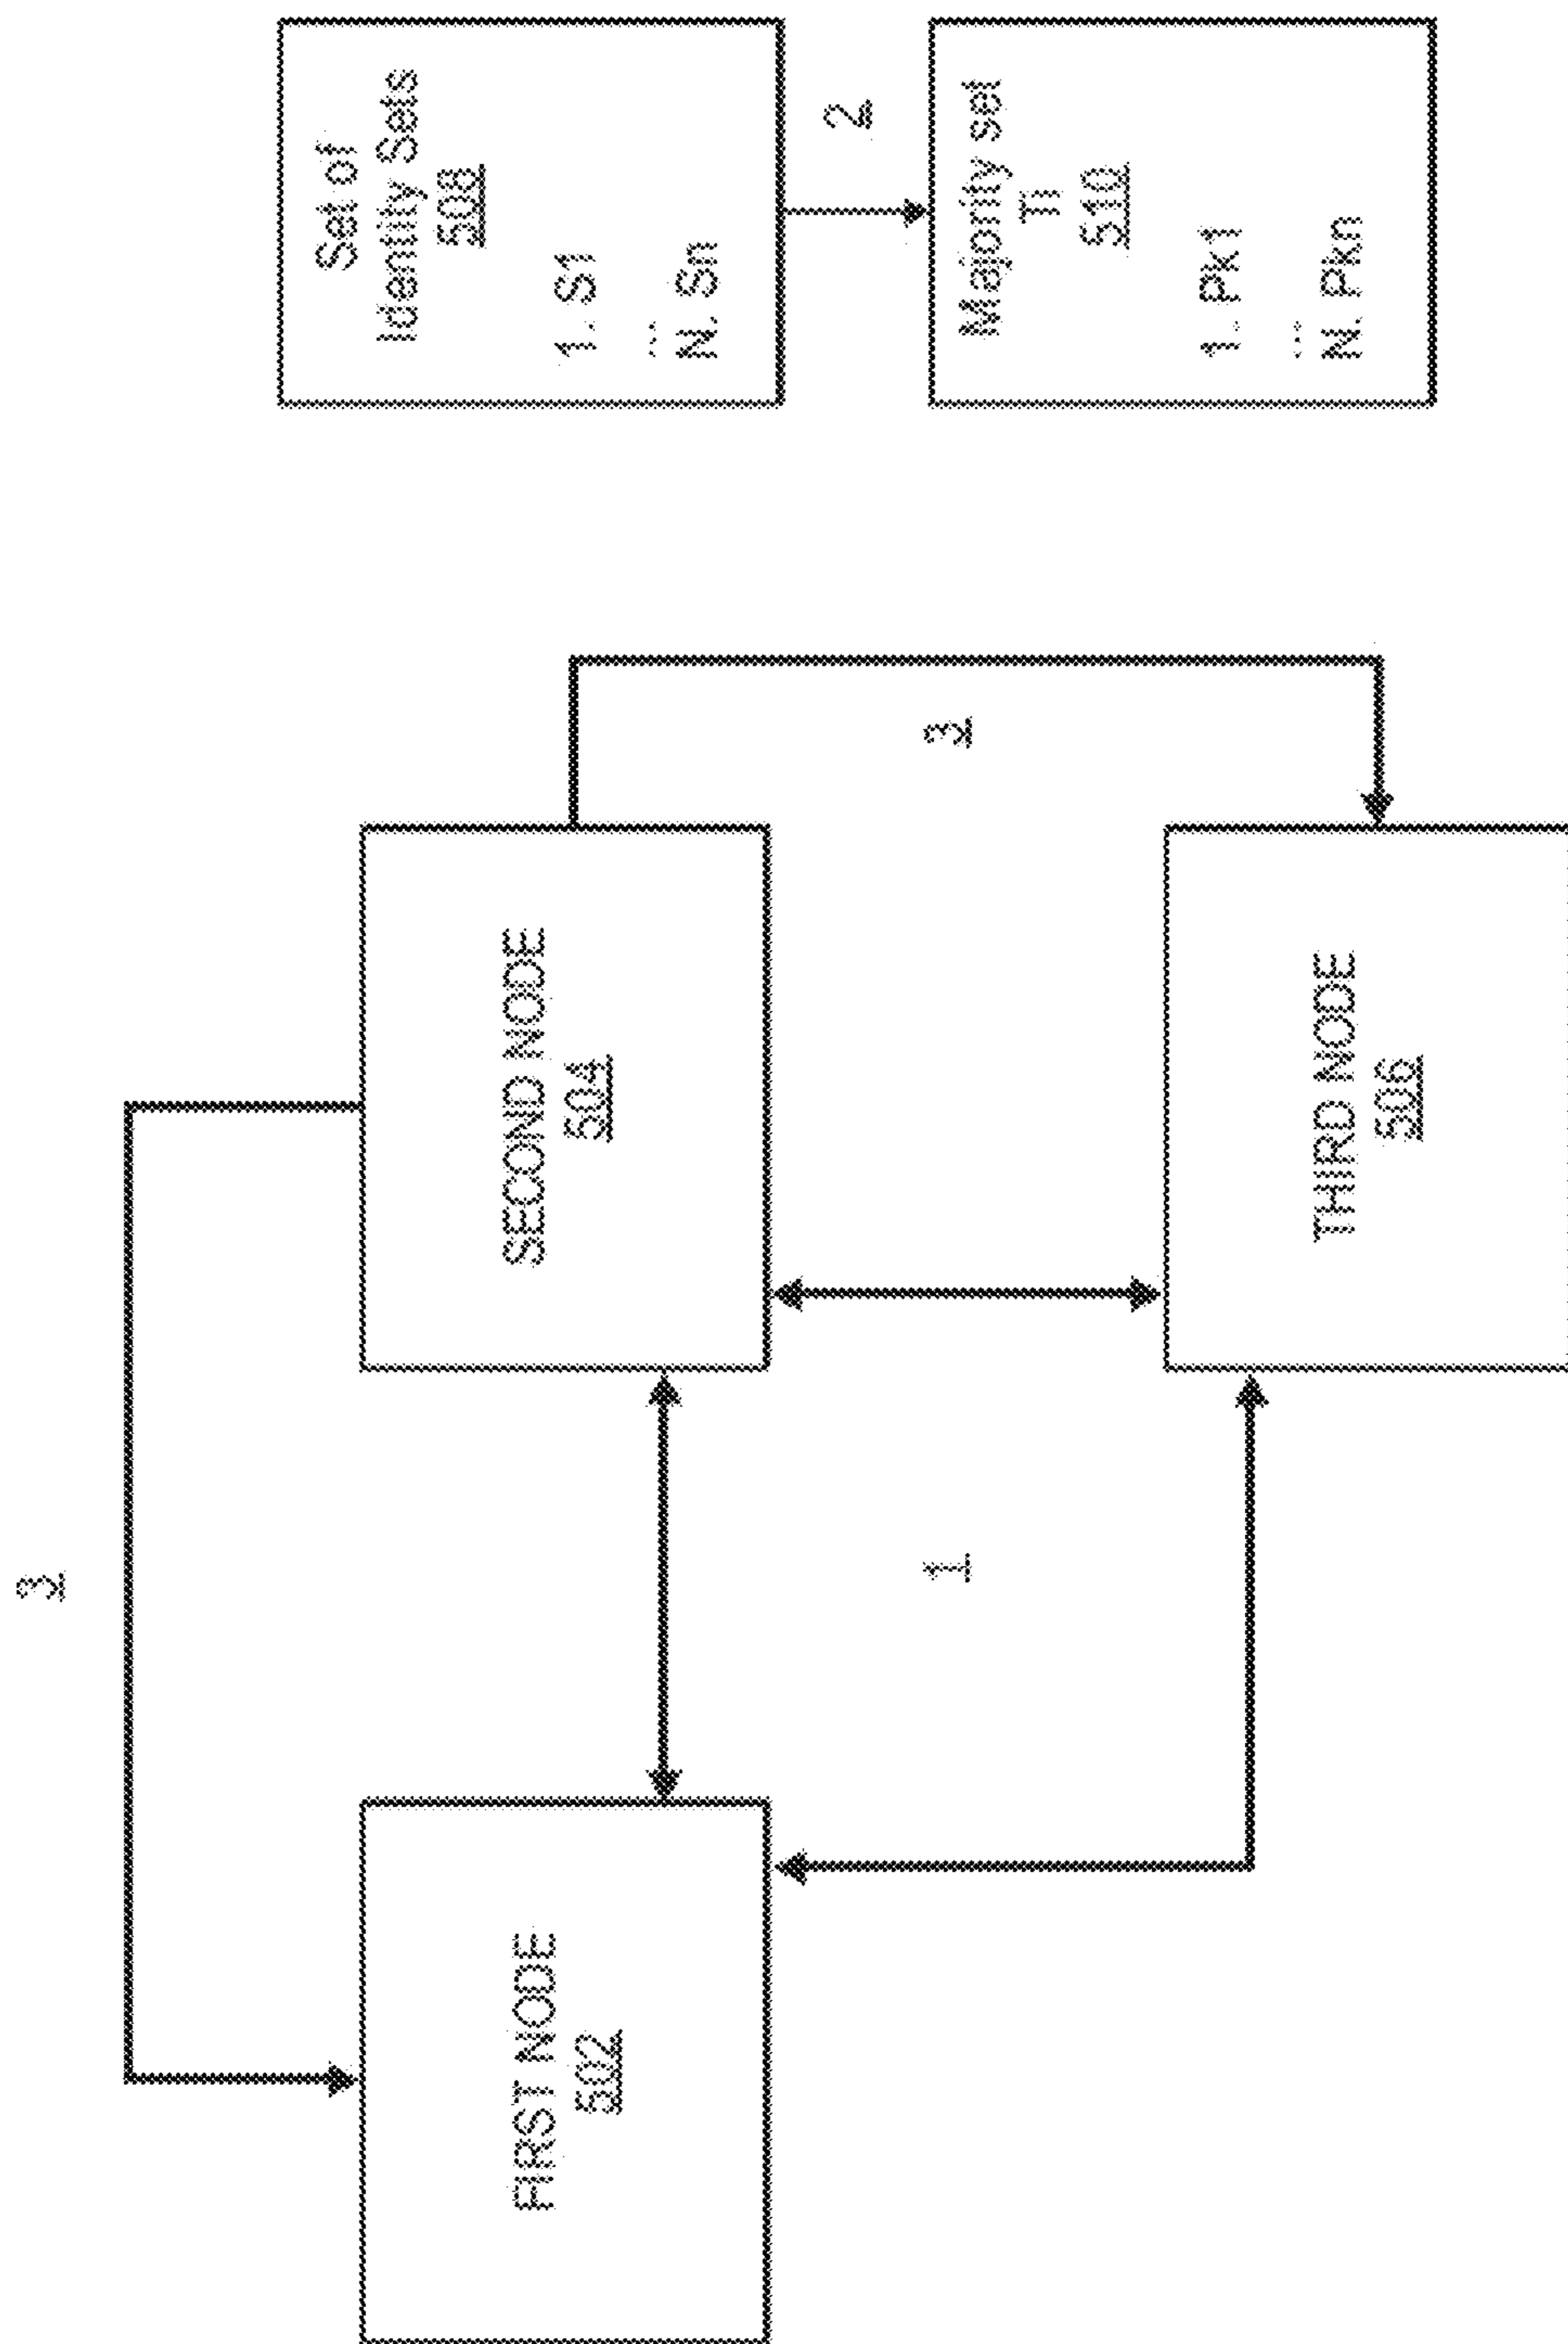 3
FIRST NODE
502
SECOND NODE
504
1
3
THIRD NODE
506
Set of
Identity Sets
508
1. S1
...
N. Sn
2
Majority set
Ti
510
1. Pk1
...
N. Pkn